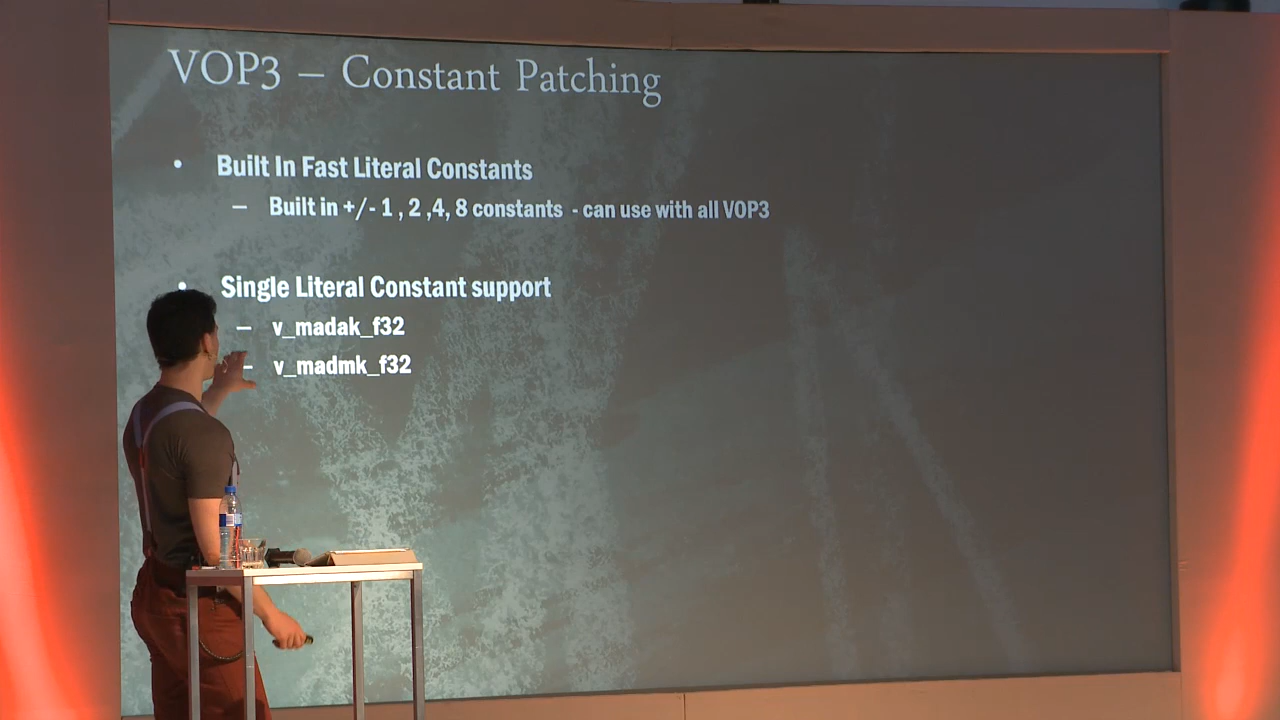 VOP3 – Constant Patching
• Built In Fast Literal Constants
– Built in +/- 1 , 2 ,4, 8 constants - can use with all VOP3
• Single Literal Constant support
– v_madak_f32
– v_madmk_f32